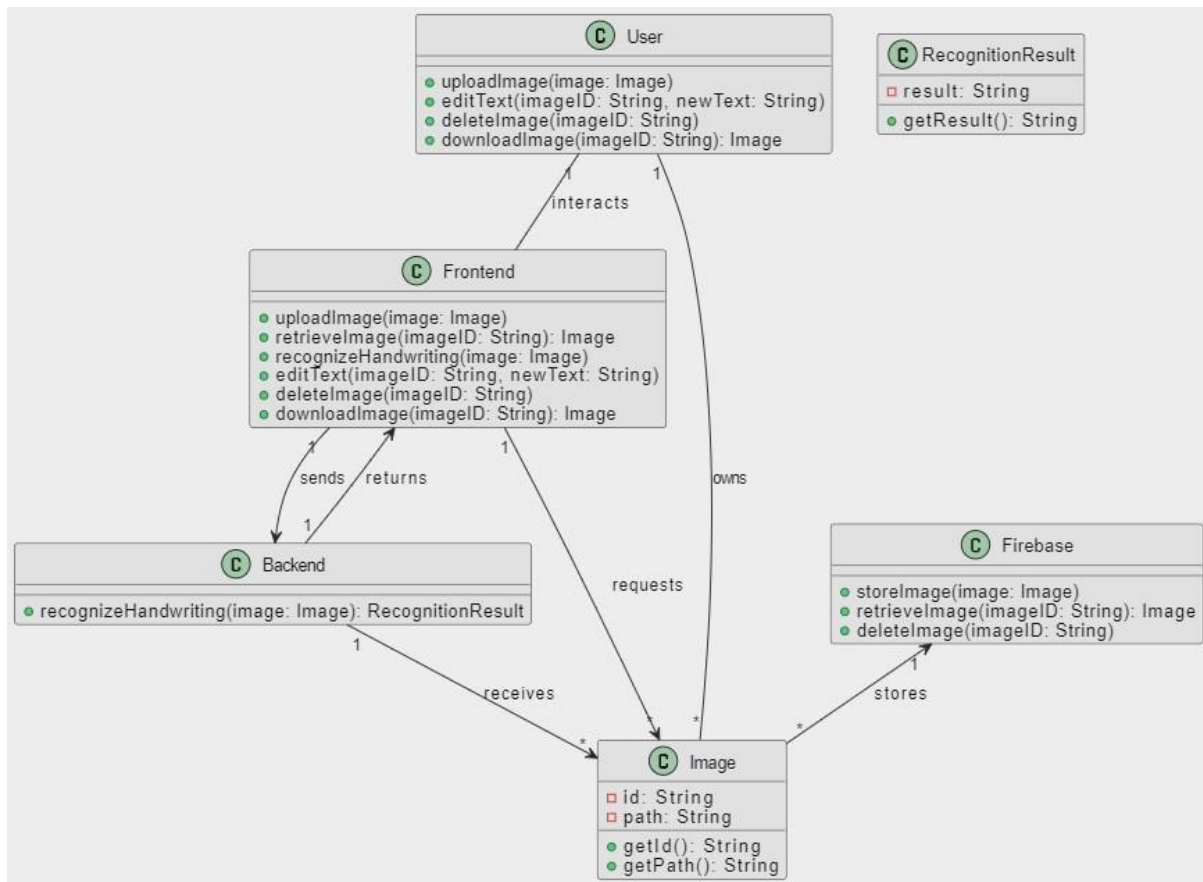 C User
uploadImage(image: Image)
editText(imageID: String, newText: String)
deleteImage(imageID: String)
downloadImage(imageID: String): Image
C RecognitionResult
result: String
getResult(): String
1
1
interacts
C Frontend
uploadImage(image: Image)
retrieveImage(imageID: String): Image
recognizeHandwriting(image: Image)
editText(imageID: String, newText: String)
deleteImage(imageID: String)
downloadImage(imageID: String): Image
1
1
sends
returns
owns
1
C Backend
recognizeHandwriting(image: Image): RecognitionResult
requests
C Firebase
storeImage(image: Image)
retrieveImage(imageID: String): Image
deleteImage(imageID: String)
1
1
receives
stores
*
*
*
*
C Image
id: String
path: String
getId(): String
getPath(): String